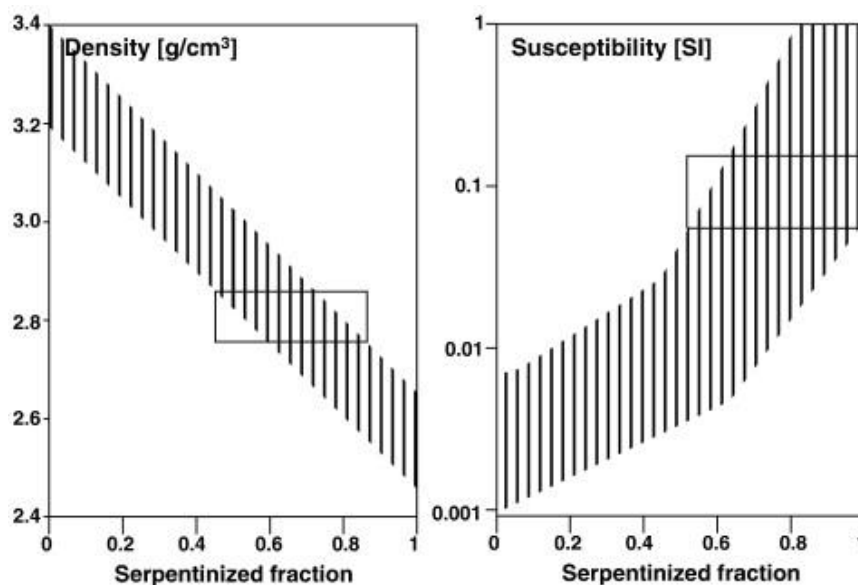 Density [g/cm³]
3.4
3.2
3.0
2.8
2.6
2.4
0 0.2 0.4 0.6 0.8 1
Serpentinized fraction
Susceptibility [SI]
1
0.1
0.01
0.001
0 0.2 0.4 0.6 0.8 1
Serpentinized fraction